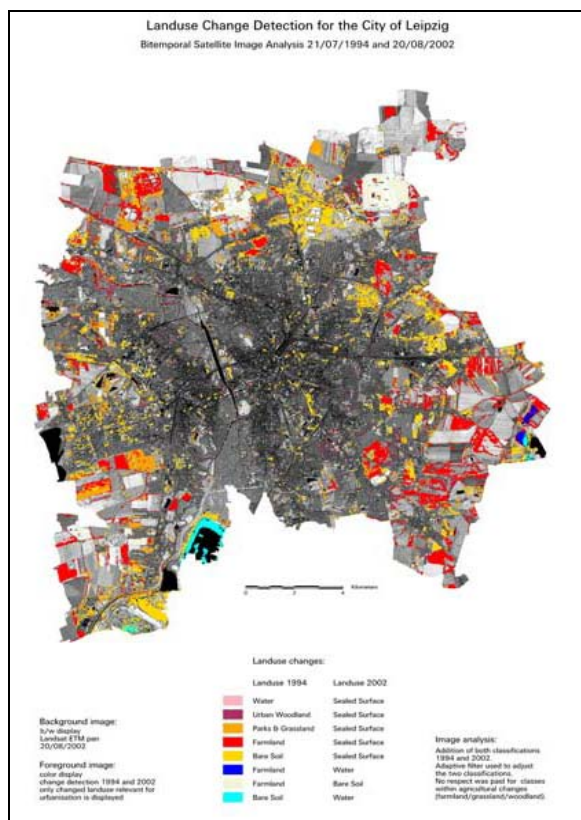 Landuse Change Detection for the City of Leipzig
Bitemporal Satellite Image Analysis 21/07/1994 and 20/08/2002
Kilometers
0 2 4
Landuse changes:
Landuse 1994 Landuse 2002
Water Sealed Surface
Urban Woodland Sealed Surface
Parks & Grassland Sealed Surface
Farmland Sealed Surface
Bare Soil Sealed Surface
Farmland Water
Farmland Bare Soil
Bare Soil Water
Background image:
b/w display
Landsat ETM pan
20/08/2002
Foreground image:
color display
change detection 1994 and 2002
only changed landuse relevant for
urbanisation is displayed
Image analysis:
Addition of both classifications
1994 and 2002.
Adaptive filter used to adjust
the two classifications.
No respect was paid for classes
within agricultural changes
(farmland/grassland/woodland)